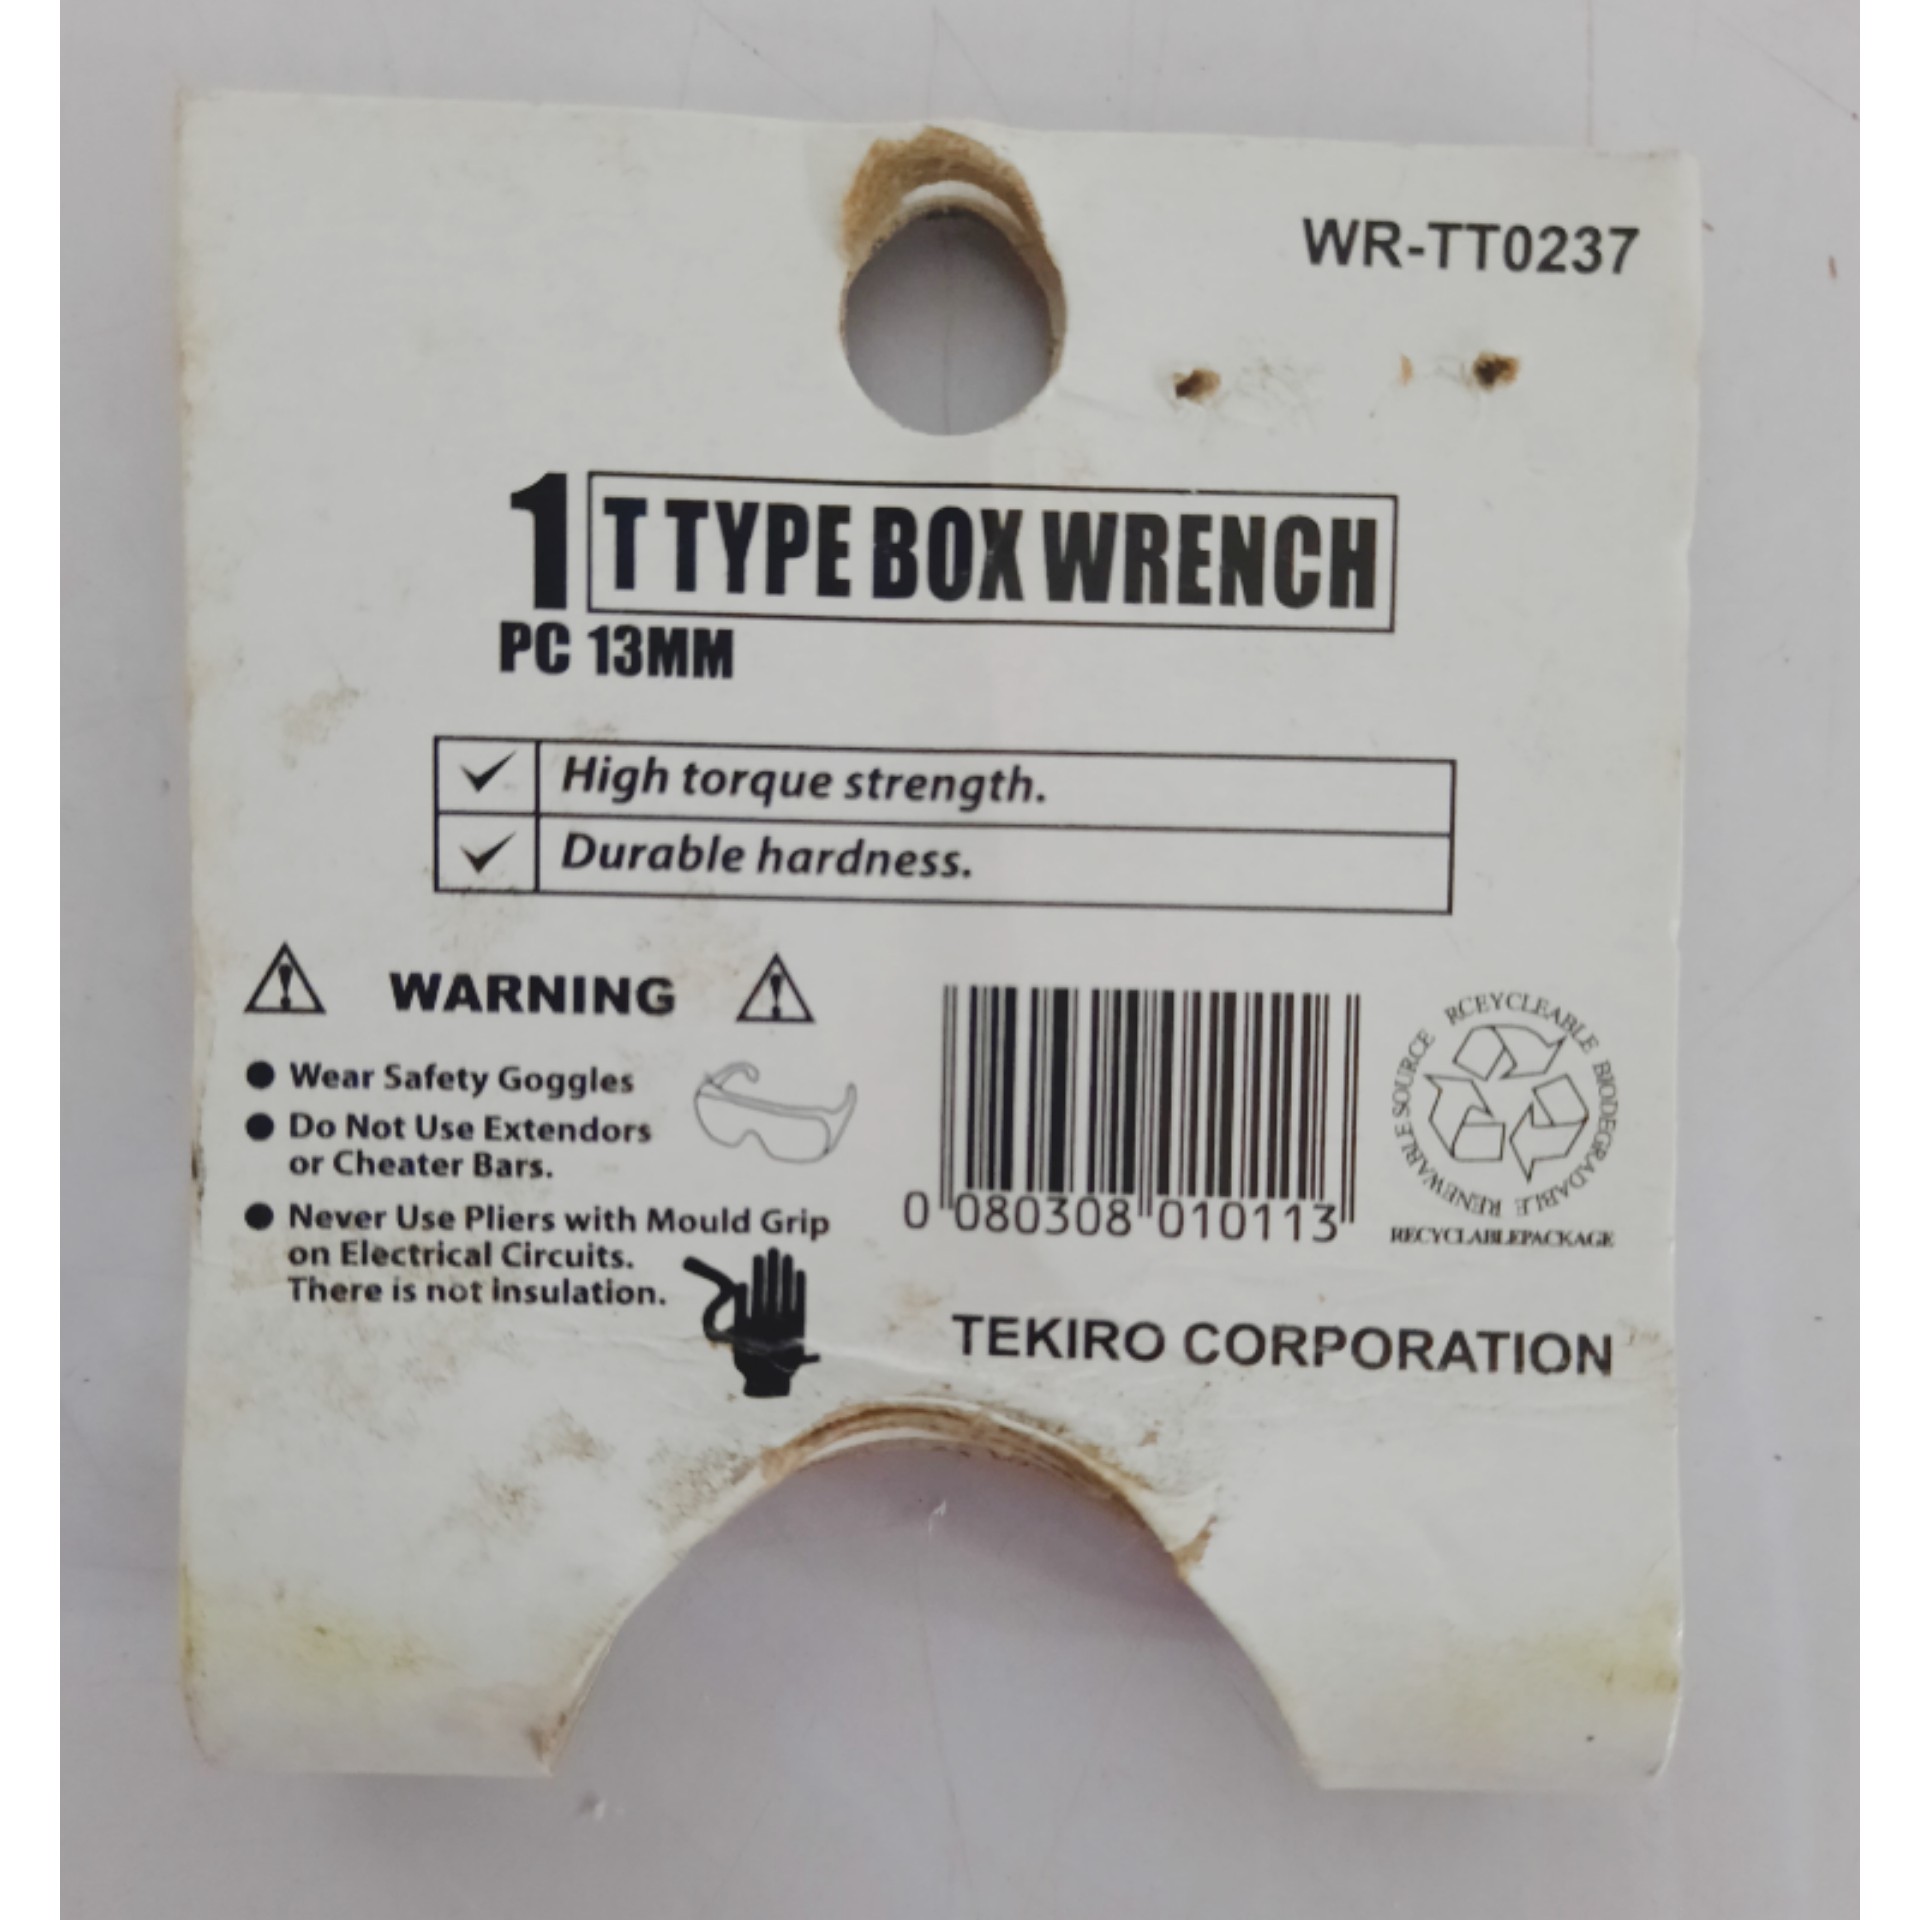 WR-TT0237
1 T TYPE BOX WRENCH
PC 13MM
High torque strength.
Durable hardness.
WARNING
Wear Safety Goggles
Do Not Use Extendors
or Cheater Bars.
Never Use Pliers with Mould Grip
on Electrical Circuits.
There is not insulation.
0 080308 010113
RCEYCLEABLE BIODEGRADABLE RENEWABLE SOURCE
RECYCLABLEPACKAGE
TEKIRO CORPORATION